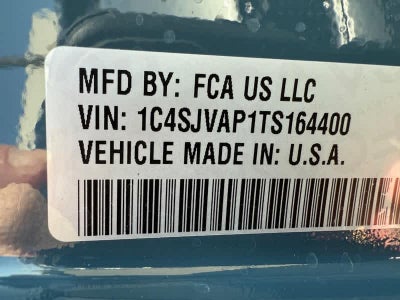 MFD BY: FCA US LLC
VIN: 1C4SJVAP1TS164400
VEHICLE MADE IN: U.S.A.